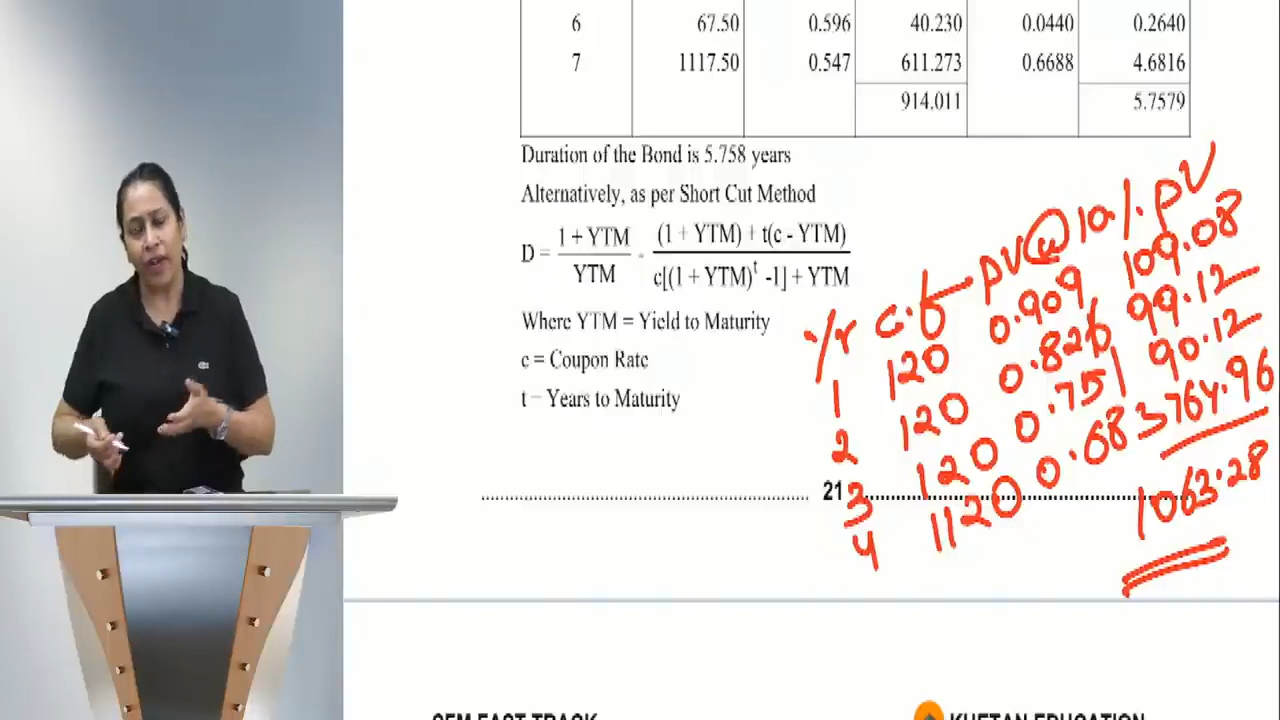 6 67.50 0.596 40.230 0.0440 0.2640
7 1117.50 0.547 611.273 0.6688 4.6816
914.011 5.7579
Duration of the Bond is 5.758 years
Alternatively, as per Short Cut Method
D = 1 + YTM / YTM - (1 + YTM) + t(c - YTM) / c[(1 + YTM)^t -1] + YTM
Where YTM = Yield to Maturity
c = Coupon Rate
t = Years to Maturity
Yr C.f PV@10%. PV
1 120 0.909 109.08
2 120 0.826 99.12
3 120 0.751 90.12
4 1120 0.683 764.96
1063.28
21
KHETAN EDUCATION